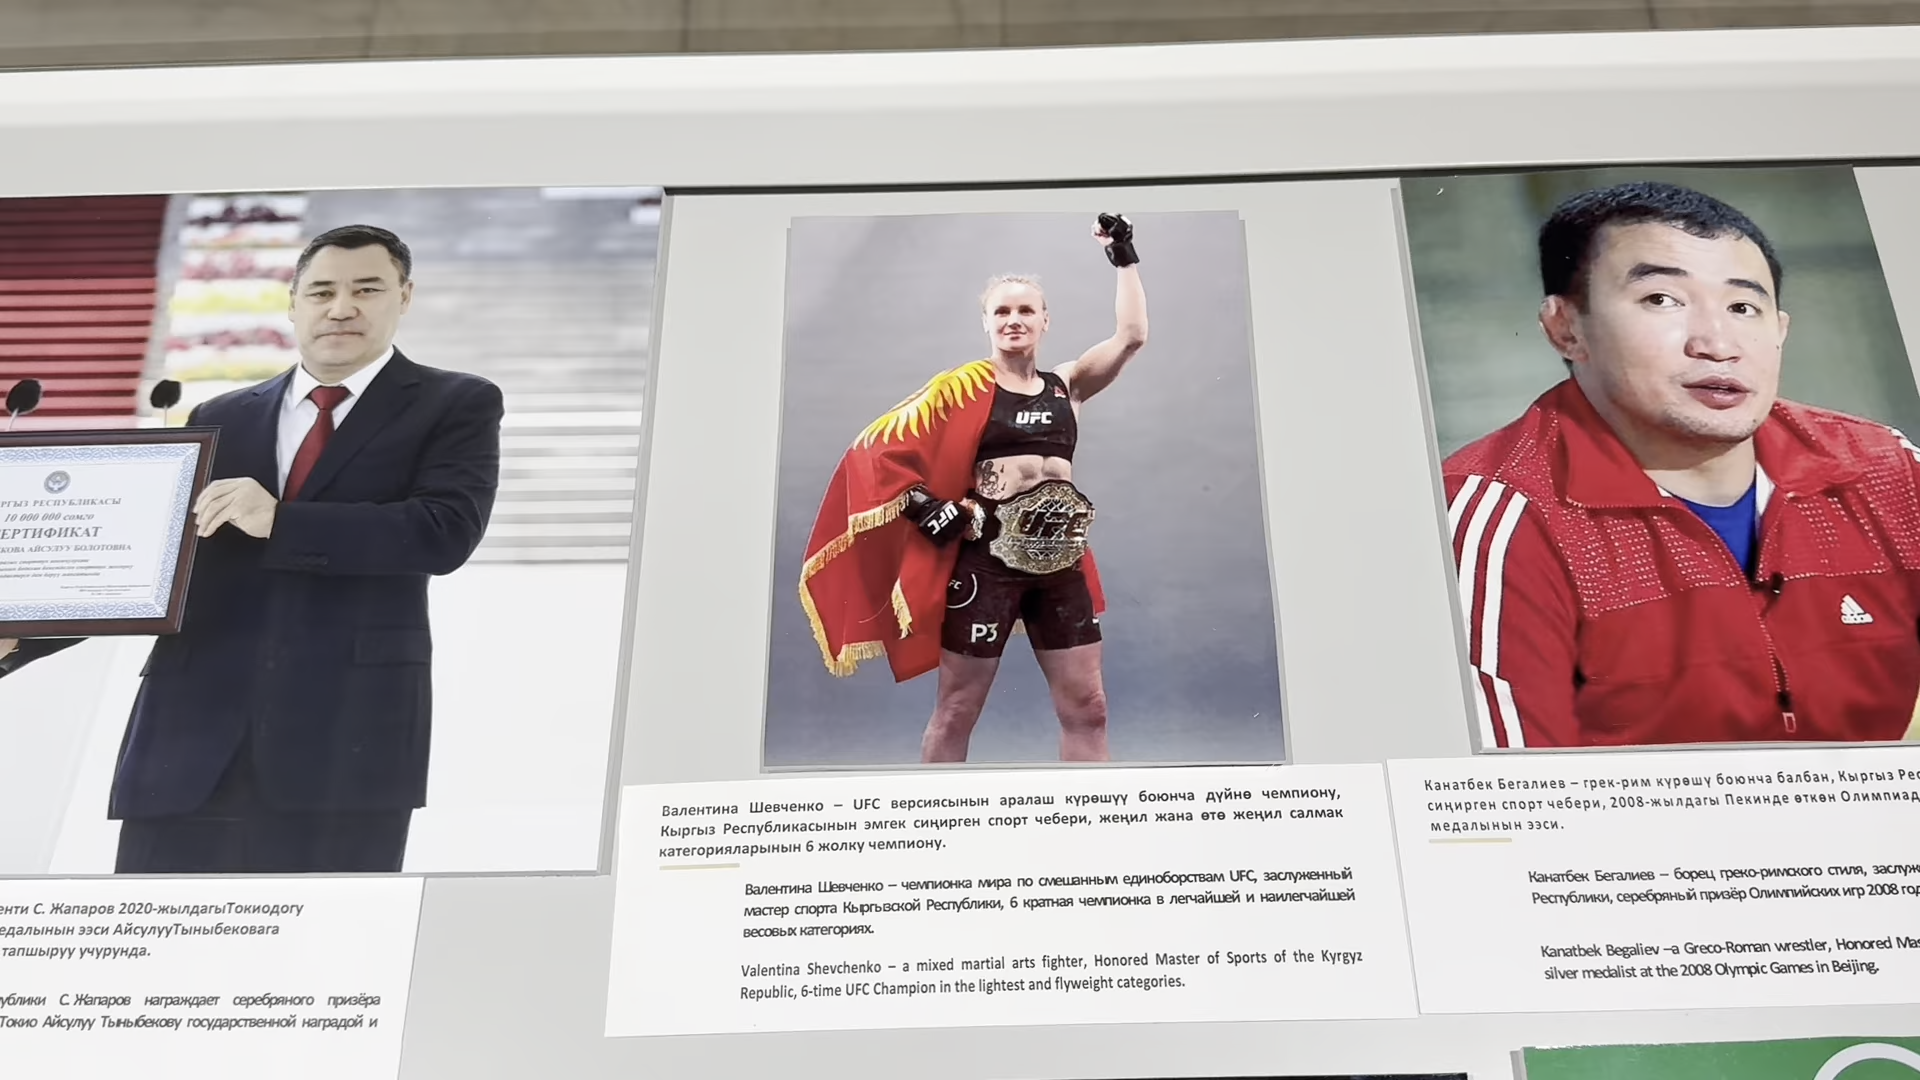 РГЫЗ РЕСПУБЛИКАСЫ
10 000 000 сомго
ЕРТИФИКАТ
КОВА АЙСУЛУУ БОЛОТОВНА
енти С. Жапаров 2020-жылдагыТокиодогу
едалынын ээси АйсулууТыныбековага
тапшыруу учурунда.
ублики С.Жапаров награждает серебряного призёра
Токио Айсулуу Тыныбекову государственной наградой и
UFC
UFC
UFC
P3
Валентина Шевченко – UFC версиясынын аралаш күрөшүү боюнча дүйнө чемпиону,
Кыргыз Республикасынын эмгек сиңирген спорт чебери, жеңил жана өтө жеңил салмак
категорияларынын 6 жолку чемпиону.
Валентина Шевченко – чемпионка мира по смешанным единоборствам UFC, заслуженный
мастер спорта Кыргызской Республики, 6 кратная чемпионка в легчайшей и наилегчайшей
весовых категориях.
Valentina Shevchenko – a mixed martial arts fighter, Honored Master of Sports of the Kyrgyz
Republic, 6-time UFC Champion in the lightest and flyweight categories.
adidas
Канатбек Бегалиев – грек-рим күрөшү боюнча балбан, Кыргыз Рес
сиңирген спорт чебери, 2008-жылдагы Пекинде өткөн Олимпиад
медалынын ээси.
Канатбек Бегалиев – борец греко-римского стиля, заслуж
Республики, серебряный призёр Олимпийских игр 2008 год
Kanatbek Begaliev –a Greco-Roman wrestler, Honored Mas
silver medalist at the 2008 Olympic Games in Beijing.